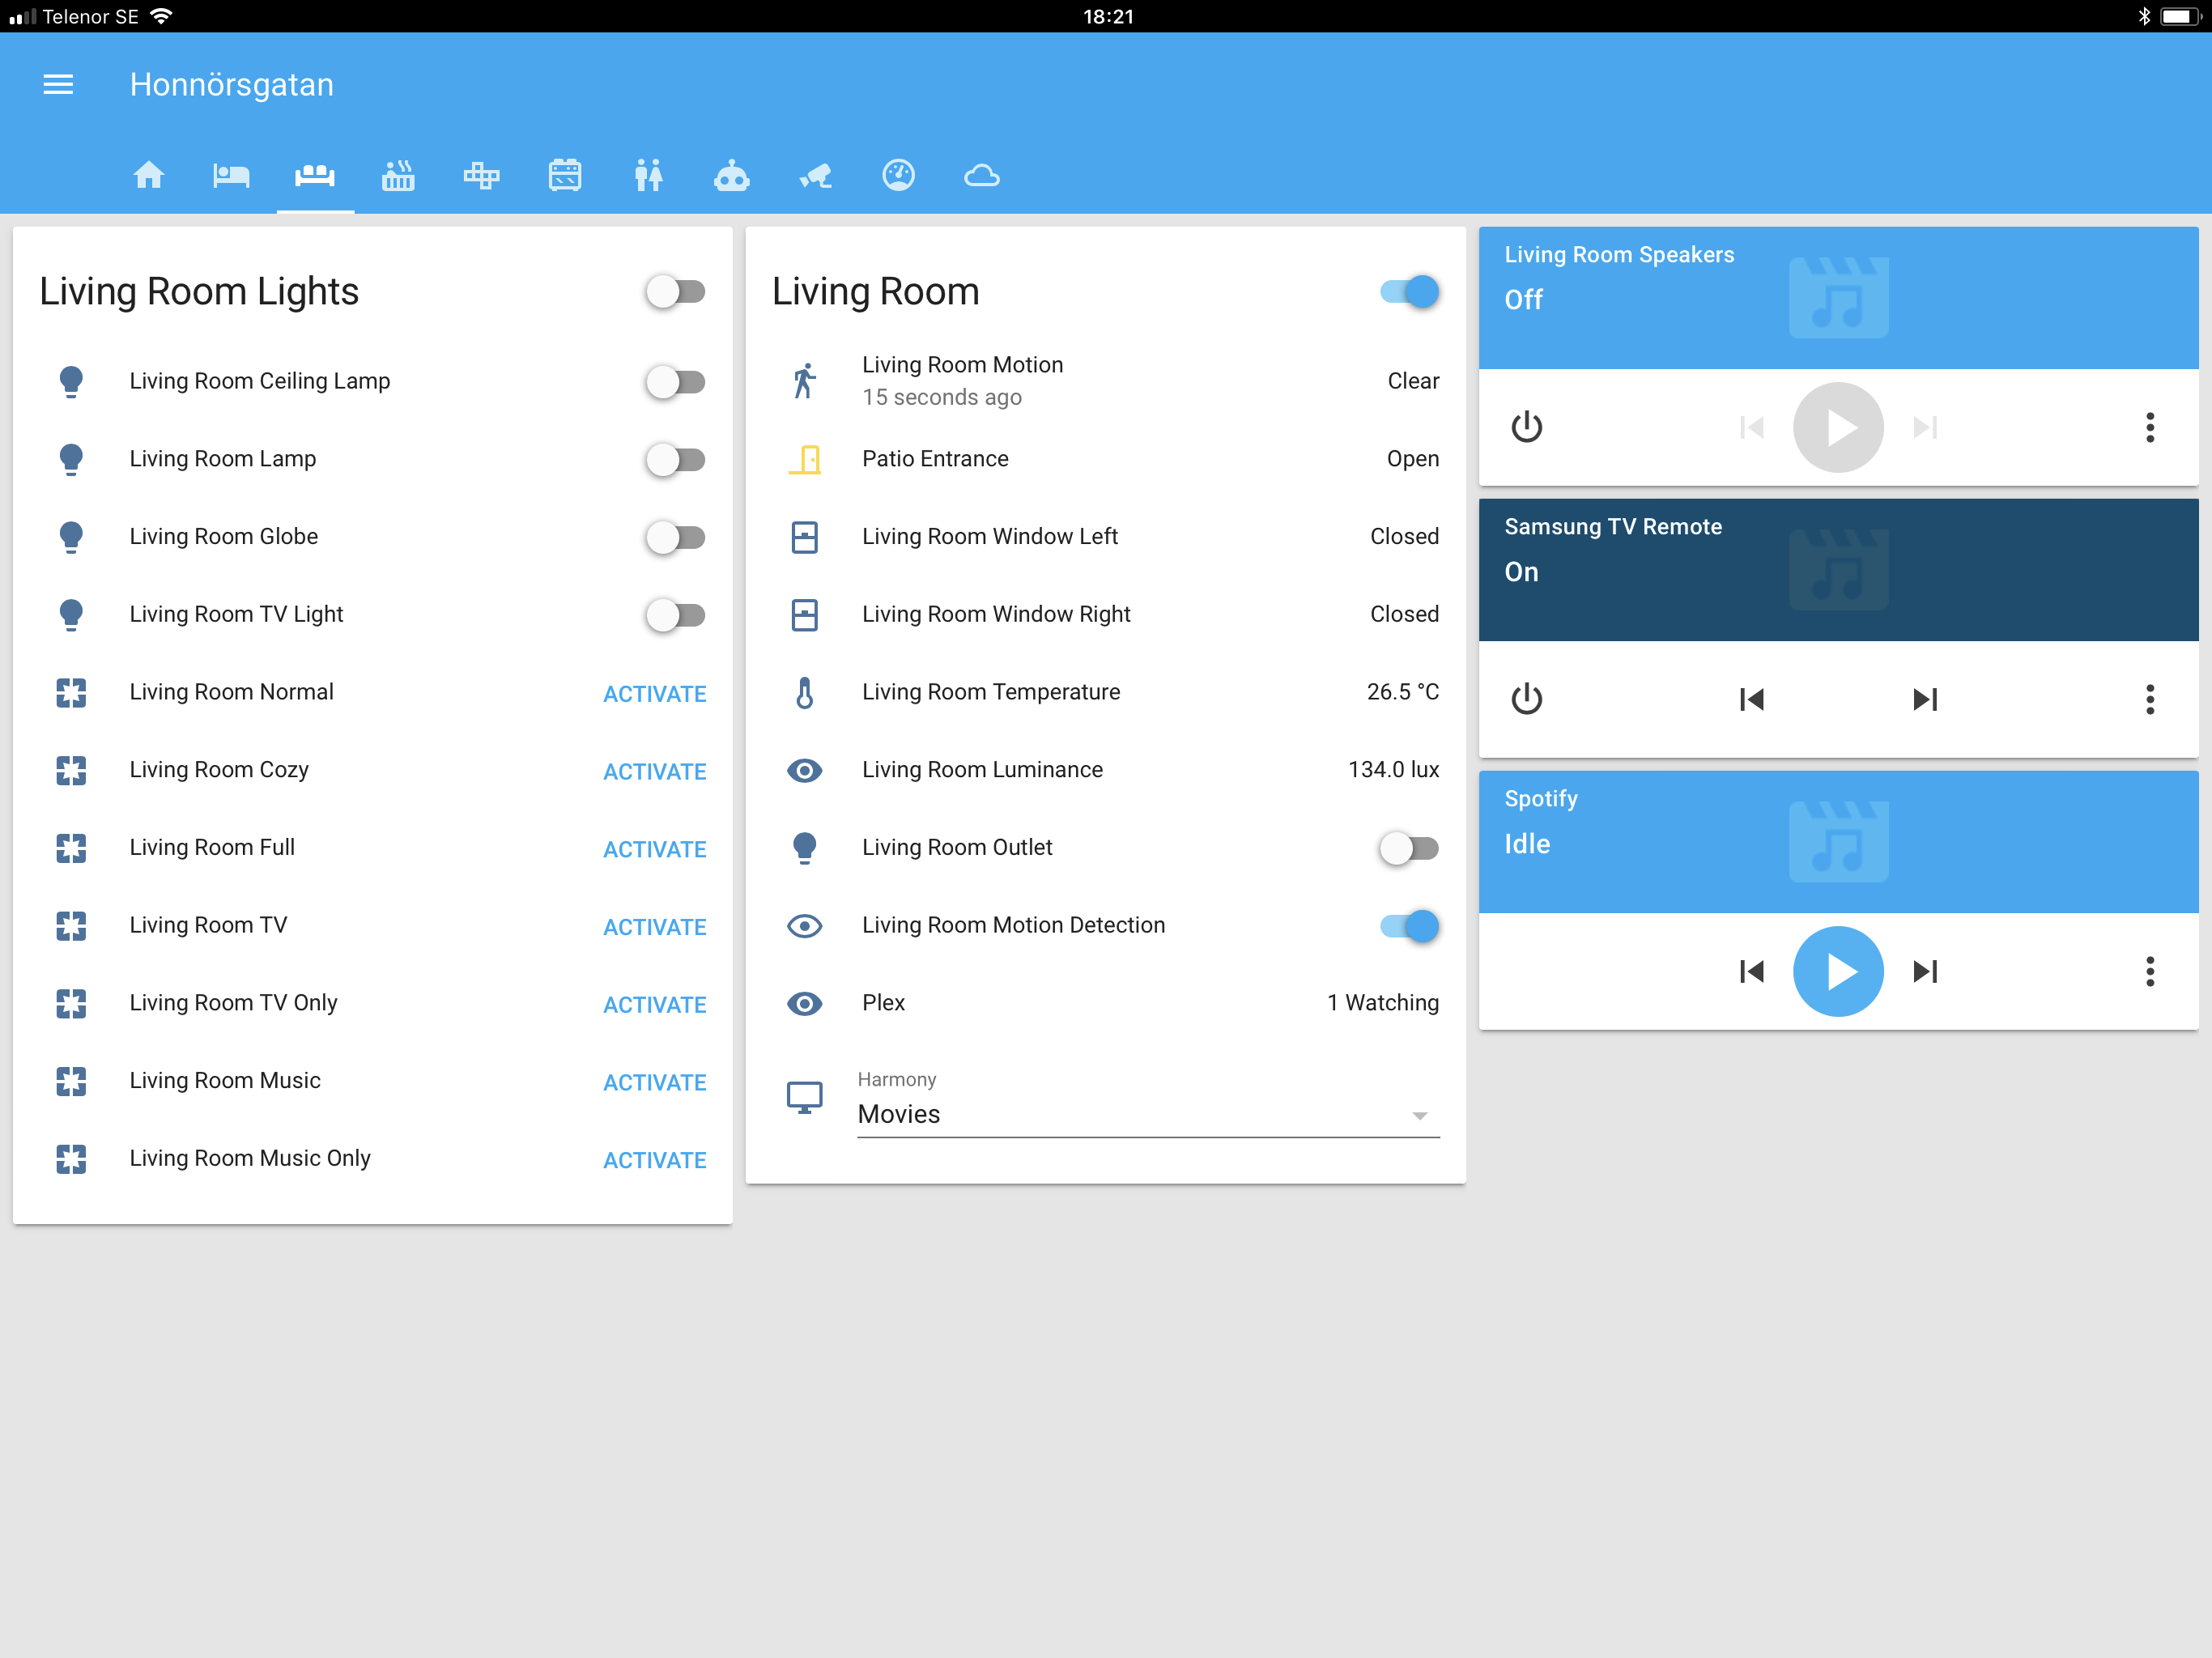 Telenor SE
18:21
Honnörsgatan
Living Room Lights
Living Room Ceiling Lamp
Living Room Lamp
Living Room Globe
Living Room TV Light
Living Room Normal ACTIVATE
Living Room Cozy ACTIVATE
Living Room Full ACTIVATE
Living Room TV ACTIVATE
Living Room TV Only ACTIVATE
Living Room Music ACTIVATE
Living Room Music Only ACTIVATE
Living Room
Living Room Motion Clear
15 seconds ago
Patio Entrance Open
Living Room Window Left Closed
Living Room Window Right Closed
Living Room Temperature 26.5 °C
Living Room Luminance 134.0 lux
Living Room Outlet
Living Room Motion Detection
Plex 1 Watching
Harmony
Movies
Living Room Speakers
Off
Samsung TV Remote
On
Spotify
Idle